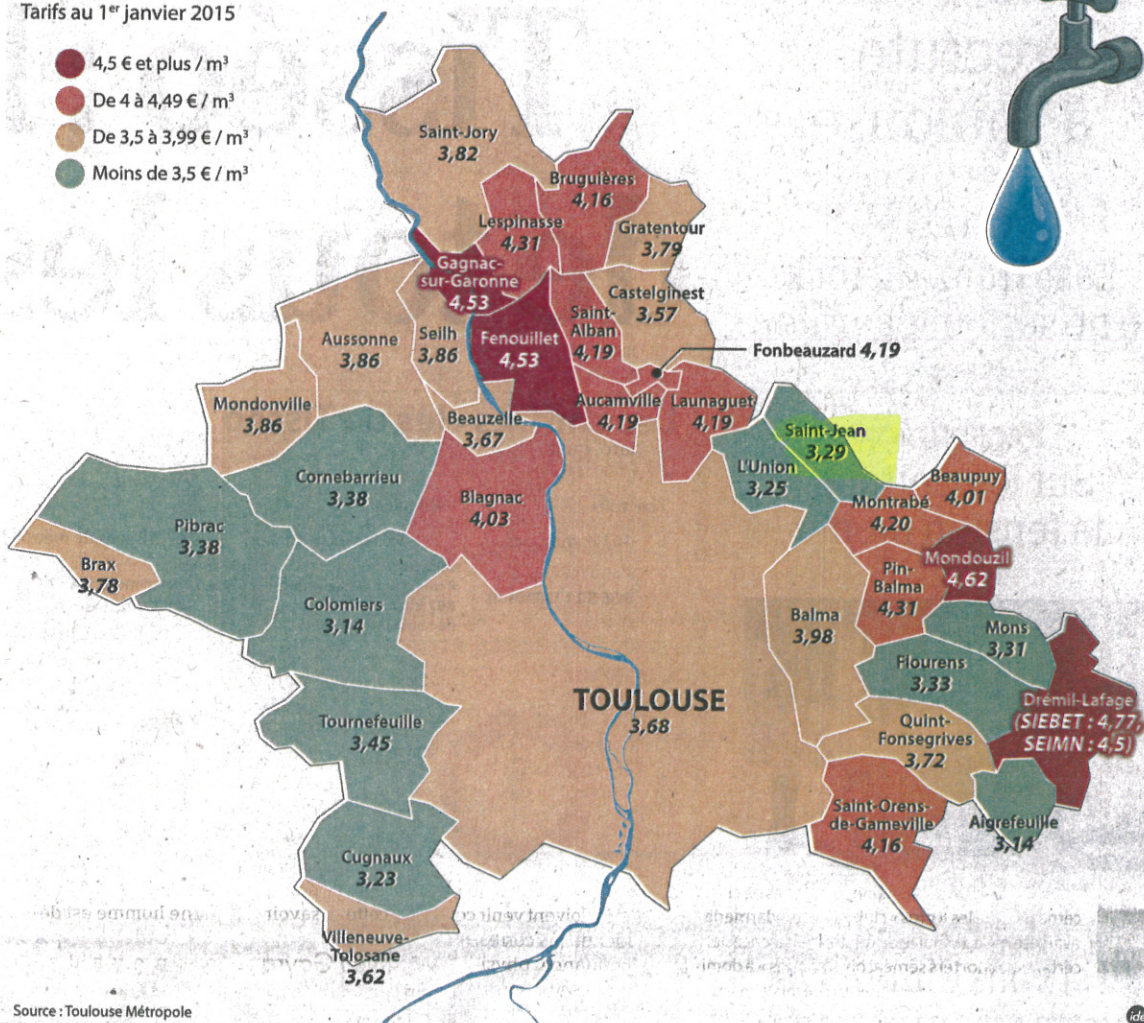 Tarifs au 1er janvier 2015
4,5 € et plus / m³
De 4 à 4,49 € / m³
De 3,5 à 3,99 € / m³
Moins de 3,5 € / m³
Saint-Jory
3,82
Bruguières
4,16
Lespinasse
4,31
Gratentour
3,79
Gagnac-
sur-Garonne
4,53
Castelginest
3,57
Saint-
Alban
4,19
Aussonne
3,86
Seilh
3,86
Fenouillet
4,53
Fonbeauzard 4,19
Mondonville
3,86
Beauzelle
3,67
Aucamville
4,19
Launaguet
4,19
Saint-Jean
3,29
L'Union
3,25
Cornebarrieu
3,38
Blagnac
4,03
Beaupuy
4,01
Montrabé
4,20
Pibrac
3,38
Mondouzil
4,62
Brax
3,78
Pin-
Balma
4,31
Colomiers
3,14
Balma
3,98
Mons
3,31
Flourens
3,33
TOULOUSE
3,68
Drémil-Lafage
(SIEBET : 4,77,
SEIMN : 4,5)
Tournefeuille
3,45
Quint-
Fonsegrives
3,72
Saint-Orens-
de-Gameville
4,16
Aigrefeuille
3,14
Cugnaux
3,23
Villeneuve-
Tolosane
3,62
Source : Toulouse Métropole
idé